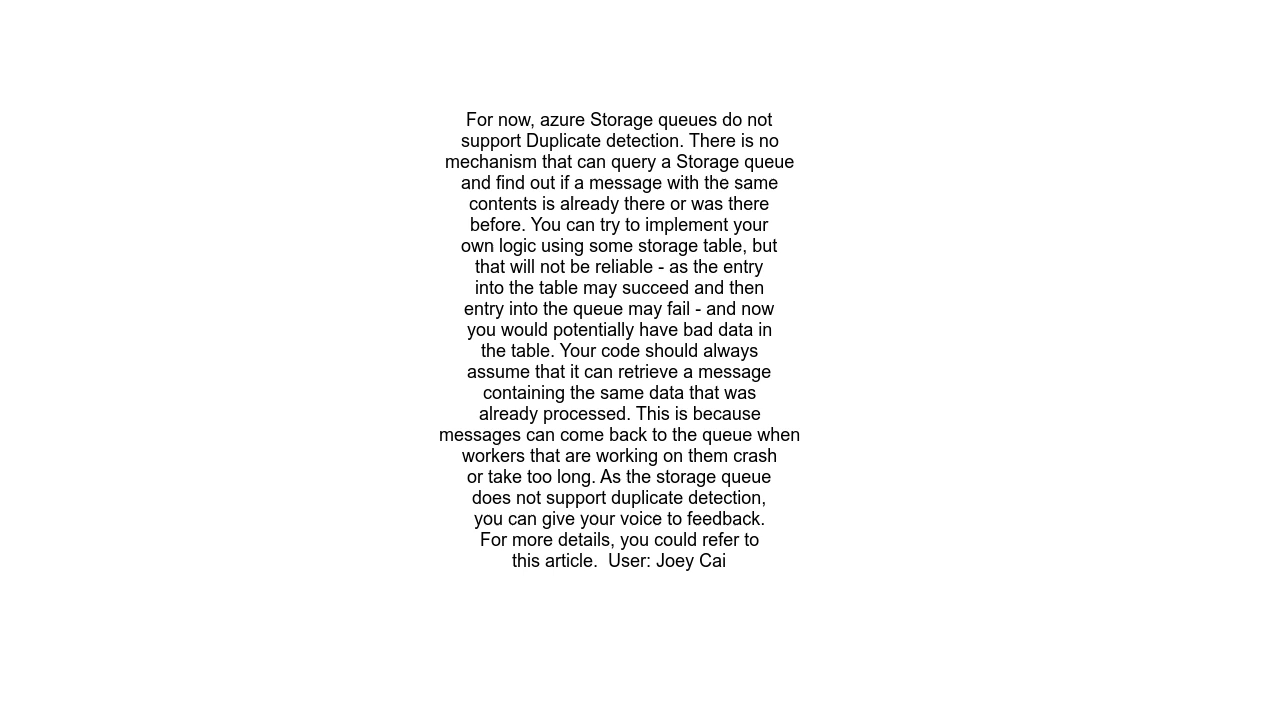 For now, azure Storage queues do not
support Duplicate detection. There is no
mechanism that can query a Storage queue
and find out if a message with the same
contents is already there or was there
before. You can try to implement your
own logic using some storage table, but
that will not be reliable - as the entry
into the table may succeed and then
entry into the queue may fail - and now
you would potentially have bad data in
the table. Your code should always
assume that it can retrieve a message
containing the same data that was
already processed. This is because
messages can come back to the queue when
workers that are working on them crash
or take too long. As the storage queue
does not support duplicate detection,
you can give your voice to feedback.
For more details, you could refer to
this article.  User: Joey Cai